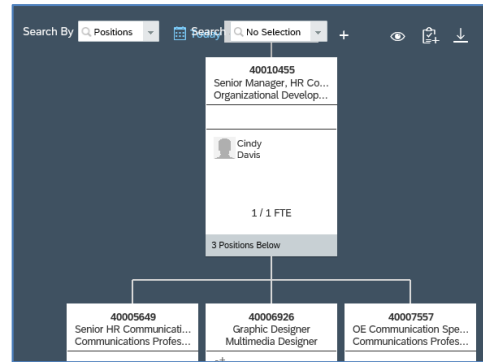 Search By Positions Today Search No Selection
40010455
Senior Manager, HR Co...
Organizational Develop...
Cindy
Davis
1 / 1 FTE
3 Positions Below
40005649
Senior HR Communicati...
Communications Profes...
40006926
Graphic Designer
Multimedia Designer
40007557
OE Communication Spe...
Communications Profes...